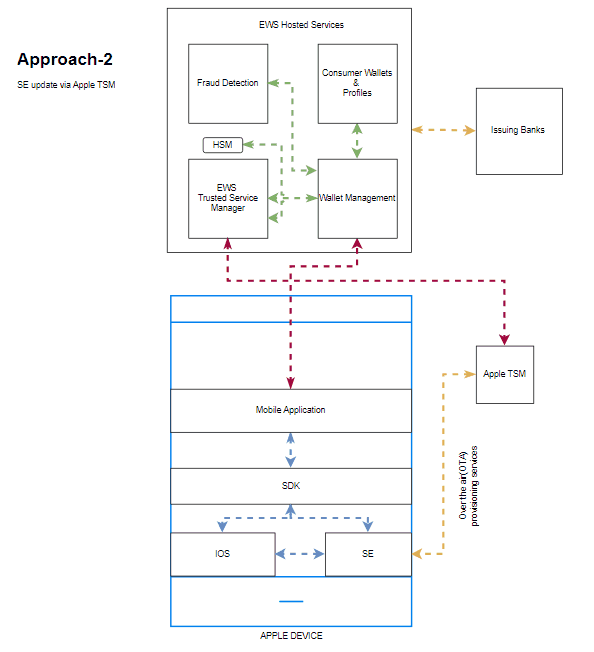 EWS Hosted Services
Approach-2
SE update via Apple TSM
Fraud Detection
Consumer Wallets
&
Profiles
Issuing Banks
HSM
EWS
Trusted Service
Manager
Wallet Management
Apple TSM
Mobile Application
Over the air(OTA)
provisioning services
SDK
IOS
SE
APPLE DEVICE